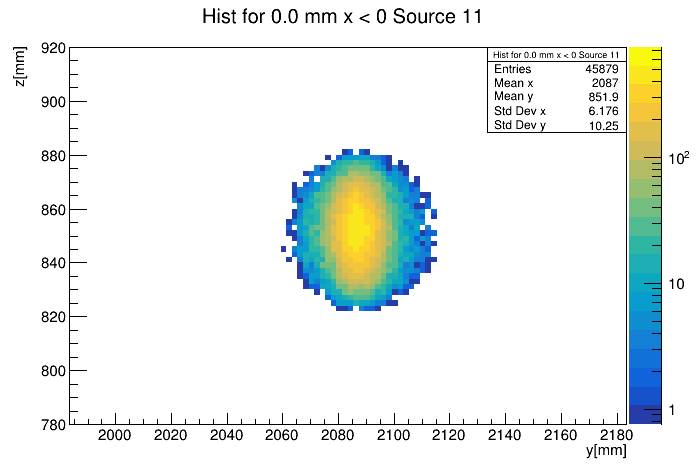 Hist for 0.0 mm x < 0 Source 11
z[mm]
920
900
880
860
840
820
800
780
2000
2020
2040
2060
2080
2100
2120
2140
2160
2180
y[mm]
Hist for 0.0 mm x < 0 Source 11
Entries 45879
Mean x 2087
Mean y 851.9
Std Dev x 6.176
Std Dev y 10.25
10²
10
1